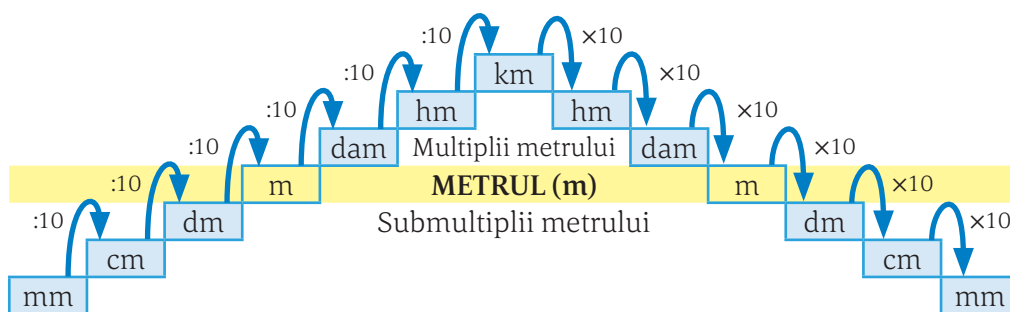 :10 ×10
km
:10 ×10
hm hm
:10 ×10
dam Multiplii metrului dam
:10 ×10
m METRUL (m) m
:10 ×10
dm Submultiplii metrului dm
:10 ×10
cm cm
mm mm